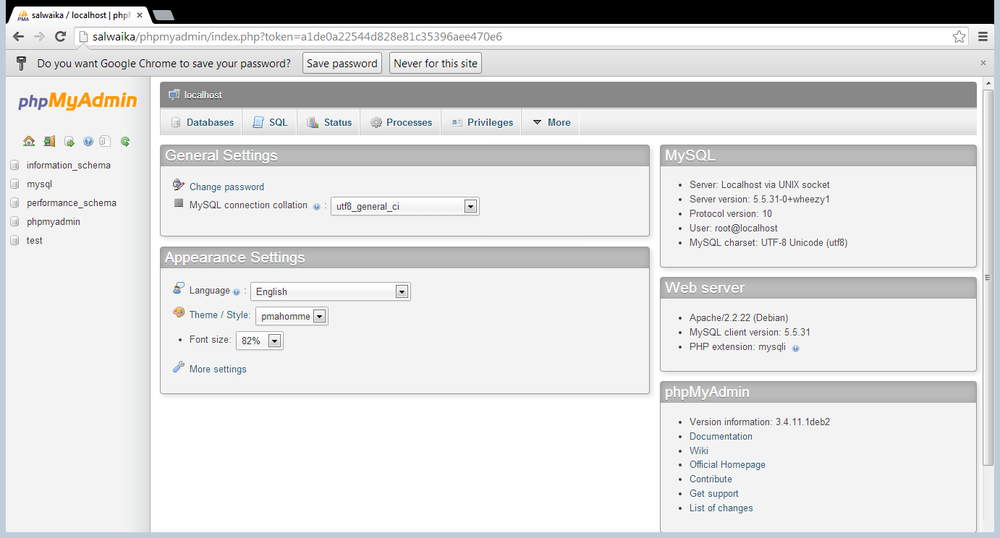 salwaika / localhost | phpM
salwaika/phpmyadmin/index.php?token=a1de0a22544d828e81c35396aee470e6
Do you want Google Chrome to save your password? Save password Never for this site
phpMyAdmin
information_schema
mysql
performance_schema
phpmyadmin
test
localhost
Databases SQL Status Processes Privileges More
General Settings
Change password
MySQL connection collation : utf8_general_ci
Appearance Settings
Language : English
Theme / Style: pmahomme
• Font size: 82%
More settings
MySQL
• Server: Localhost via UNIX socket
• Server version: 5.5.31-0+wheezy1
• Protocol version: 10
• User: root@localhost
• MySQL charset: UTF-8 Unicode (utf8)
Web server
• Apache/2.2.22 (Debian)
• MySQL client version: 5.5.31
• PHP extension: mysqli
phpMyAdmin
• Version information: 3.4.11.1deb2
• Documentation
• Wiki
• Official Homepage
• Contribute
• Get support
• List of changes